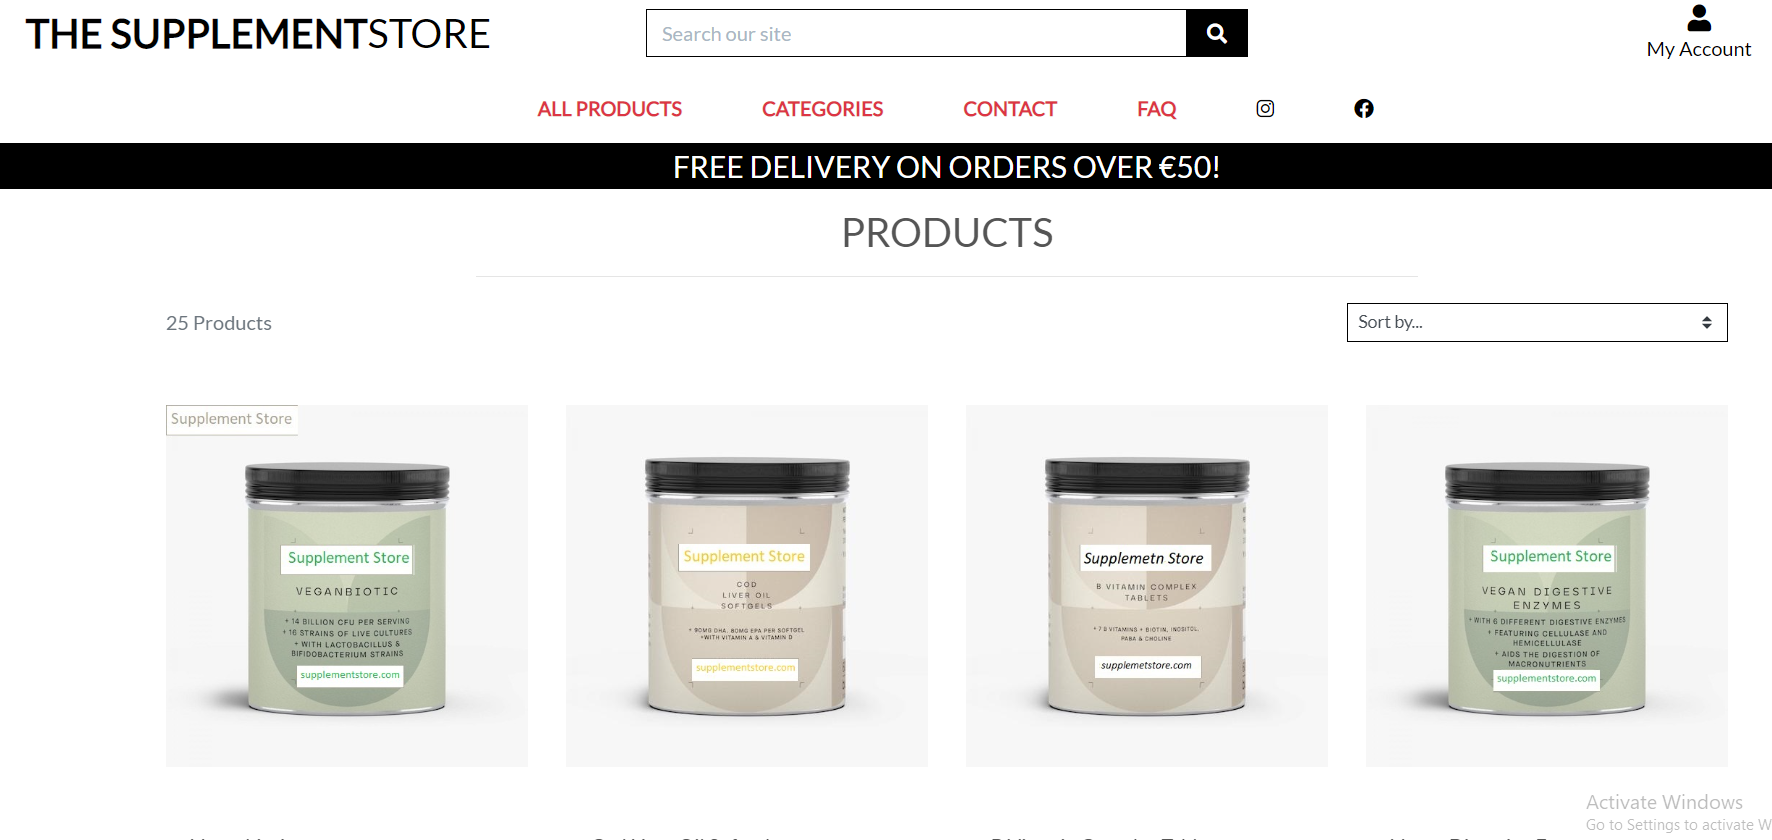 THE SUPPLEMENTSTORE
Search our site
My Account
ALL PRODUCTS
CATEGORIES
CONTACT
FAQ
FREE DELIVERY ON ORDERS OVER €50!
PRODUCTS
25 Products
Sort by...
Supplement Store
Supplement Store
VEGANBIOTIC
+ 14 BILLION CFU PER SERVING
+ 16 STRAINS OF LIVE CULTURES
+ WITH LACTOBACILLUS &
BIFIDOBACTERIUM STRAINS
supplementstore.com
Supplement Store
COD
LIVER OIL
SOFTGELS
+ 90MG DHA, 80MG EPA PER SOFTGEL
+WITH VITAMIN A & VITAMIN D
supplementstore.com
Supplemetn Store
B VITAMIN COMPLEX
TABLETS
VITAMINS + BIOTIN, INOSITOL,
PABA & CHOLINE
supplemetstore.com
Supplement Store
VEGAN DIGESTIVE
ENZYMES
+ WITH 6 DIFFERENT DIGESTIVE ENZYMES
+ FEATURING CELLULASE AND
HEMICELLULASE
+ AIDS THE DIGESTION OF
MACRONUTRIENTS
supplementstore.com
Activate Windows
Go to Settings to activate W